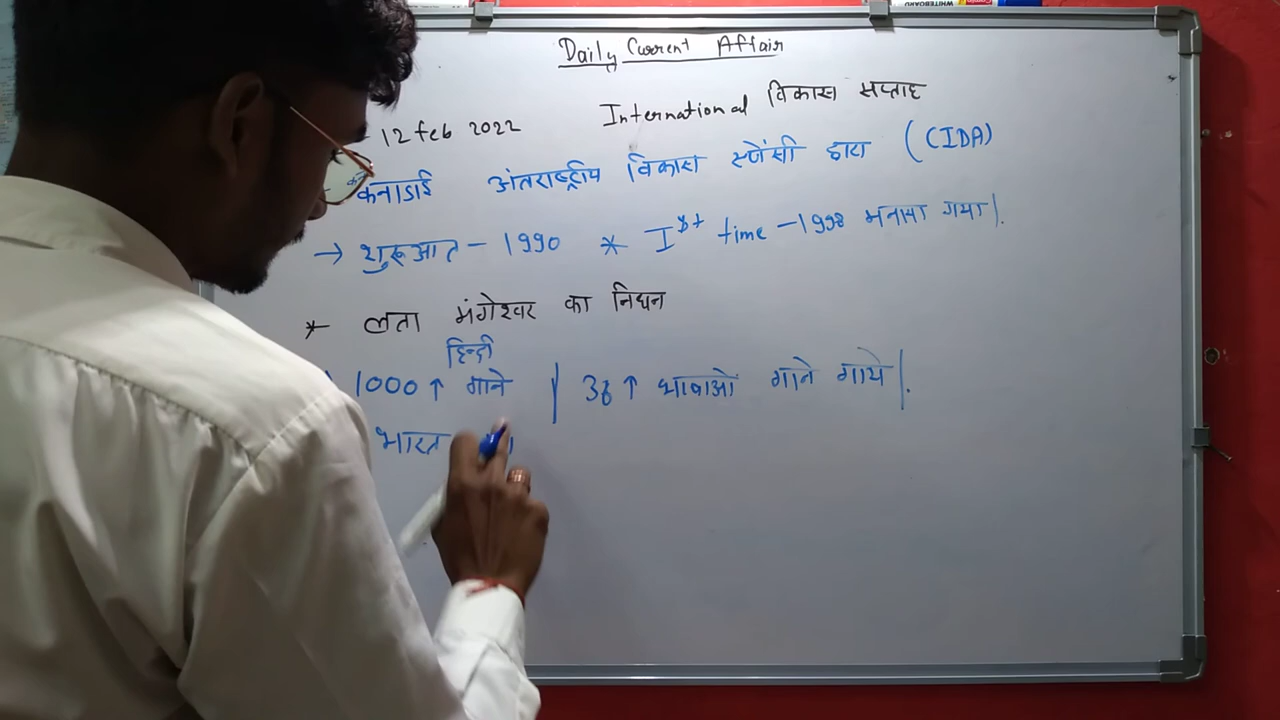 Daily Current Affair
12 feb 2022 International विकास सप्ताह
कनाडाई अंतराष्ट्रीय विकास एजेंसी द्वारा (CIDA)
→ शुरूआत - 1990 * Ist time - 1998 मनाया गया।
* लता मंगेश्वर का निधन
हिन्दी
1000 ↑ गाने | 36 ↑ भाषाओं गाने गाये |.
भारत